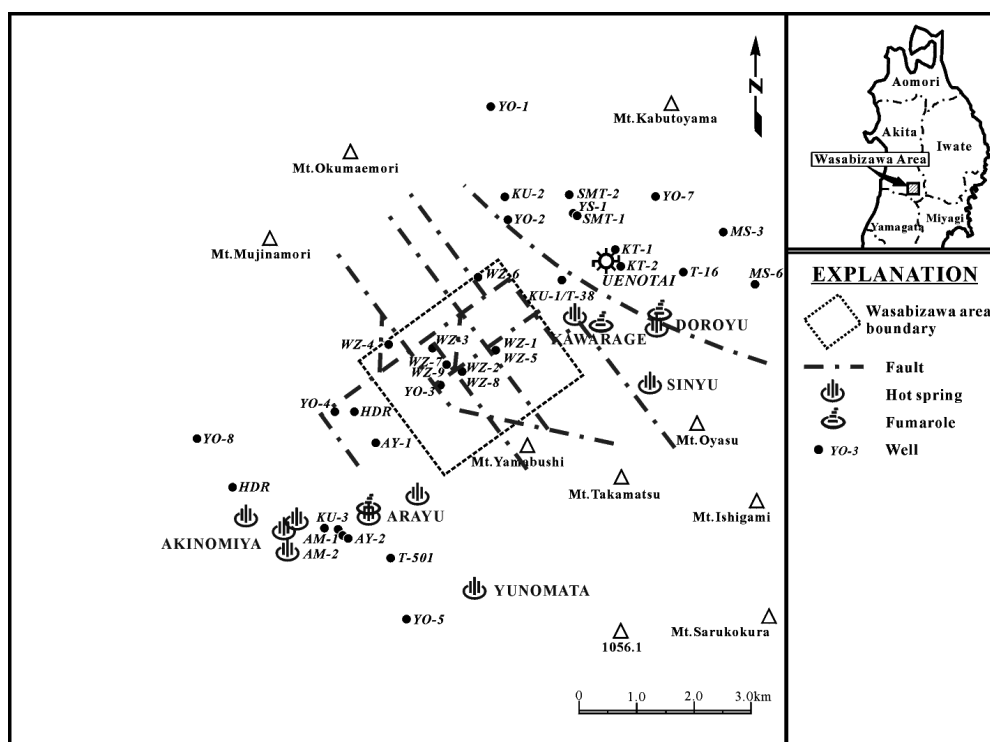 YO-1
Mt.Kabutoyama
N
Mt.Okumaemori
KU-2
SMT-2
YO-7
YS-1
SMT-1
YO-2
MS-3
Mt.Mujinamori
KT-1
KT-2
T-16
MS-6
UENOTAI
WZ-6
KU-1/T-38
DOROYU
KAWARAGE
WZ-4
WZ-3
WZ-1
WZ-5
WZ-7
WZ-9
WZ-2
WZ-8
YO-3
SINYU
YO-4
HDR
YO-8
AY-1
Mt.Oyasu
Mt.Yamabushi
Mt.Takamatsu
HDR
Mt.Ishigami
KU-3
ARAYU
AKINOMIYA
AM-1
AY-2
AM-2
T-501
YUNOMATA
YO-5
Mt.Sarukokura
1056.1
0 1.0 2.0 3.0km
Aomori
Akita
Iwate
Wasabizawa Area
Yamagata
Miyagi
EXPLANATION
Wasabizawa area
boundary
Fault
Hot spring
Fumarole
YO-3 Well